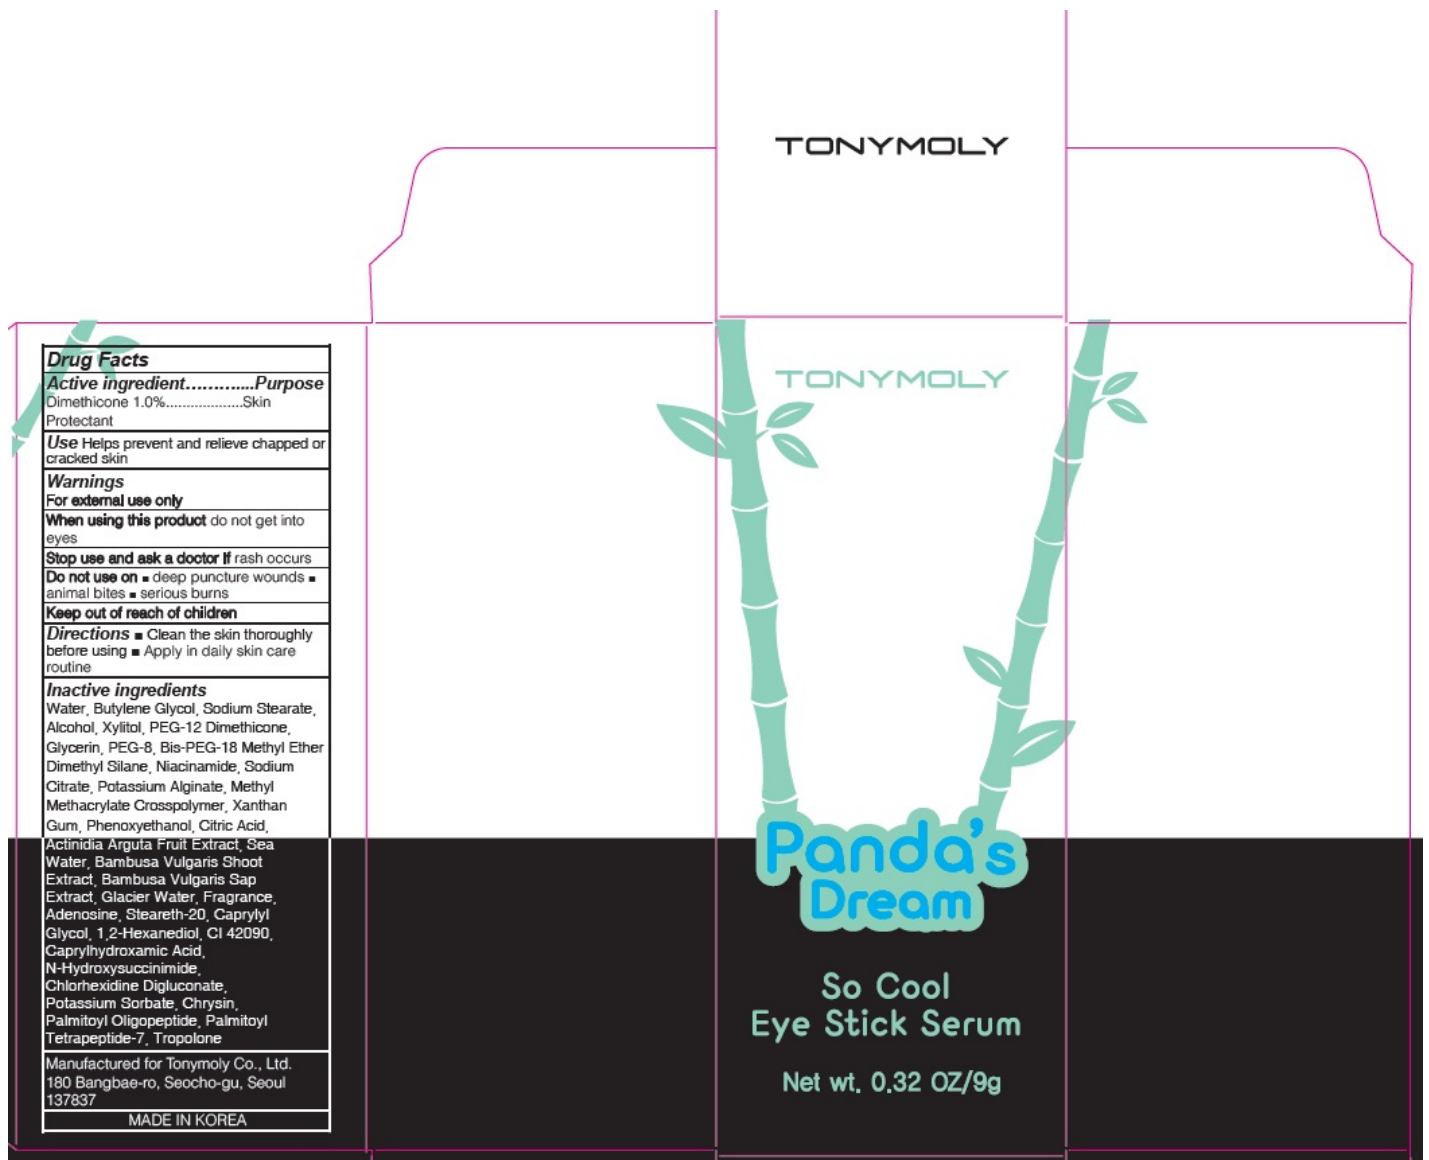 TONYMOLY
TONYMOLY
Panda's
Dream
So Cool
Eye Stick Serum
Net wt. 0.32 OZ/9g
Drug Facts
Active ingredient..............Purpose
Dimethicone 1.0%...................Skin
Protectant
Use Helps prevent and relieve chapped or
cracked skin
Warnings
For external use only
When using this product do not get into
eyes
Stop use and ask a doctor If rash occurs
Do not use on ■ deep puncture wounds ■
animal bites ■ serious burns
Keep out of reach of children
Directions ■ Clean the skin thoroughly
before using ■ Apply in daily skin care
routine
Inactive ingredients
Water, Butylene Glycol, Sodium Stearate,
Alcohol, Xylitol, PEG-12 Dimethicone,
Glycerin, PEG-8, Bis-PEG-18 Methyl Ether
Dimethyl Silane, Niacinamide, Sodium
Citrate, Potassium Alginate, Methyl
Methacrylate Crosspolymer, Xanthan
Gum, Phenoxyethanol, Citric Acid,
Actinidia Arguta Fruit Extract, Sea
Water, Bambusa Vulgaris Shoot
Extract, Bambusa Vulgaris Sap
Extract, Glacier Water, Fragrance,
Adenosine, Steareth-20, Caprylyl
Glycol, 1,2-Hexanediol, CI 42090,
Caprylhydroxamic Acid,
N-Hydroxysuccinimide,
Chlorhexidine Digluconate,
Potassium Sorbate, Chrysin,
Palmitoyl Oligopeptide, Palmitoyl
Tetrapeptide-7, Tropolone
Manufactured for Tonymoly Co., Ltd.
180 Bangbae-ro, Seocho-gu, Seoul
137837
MADE IN KOREA